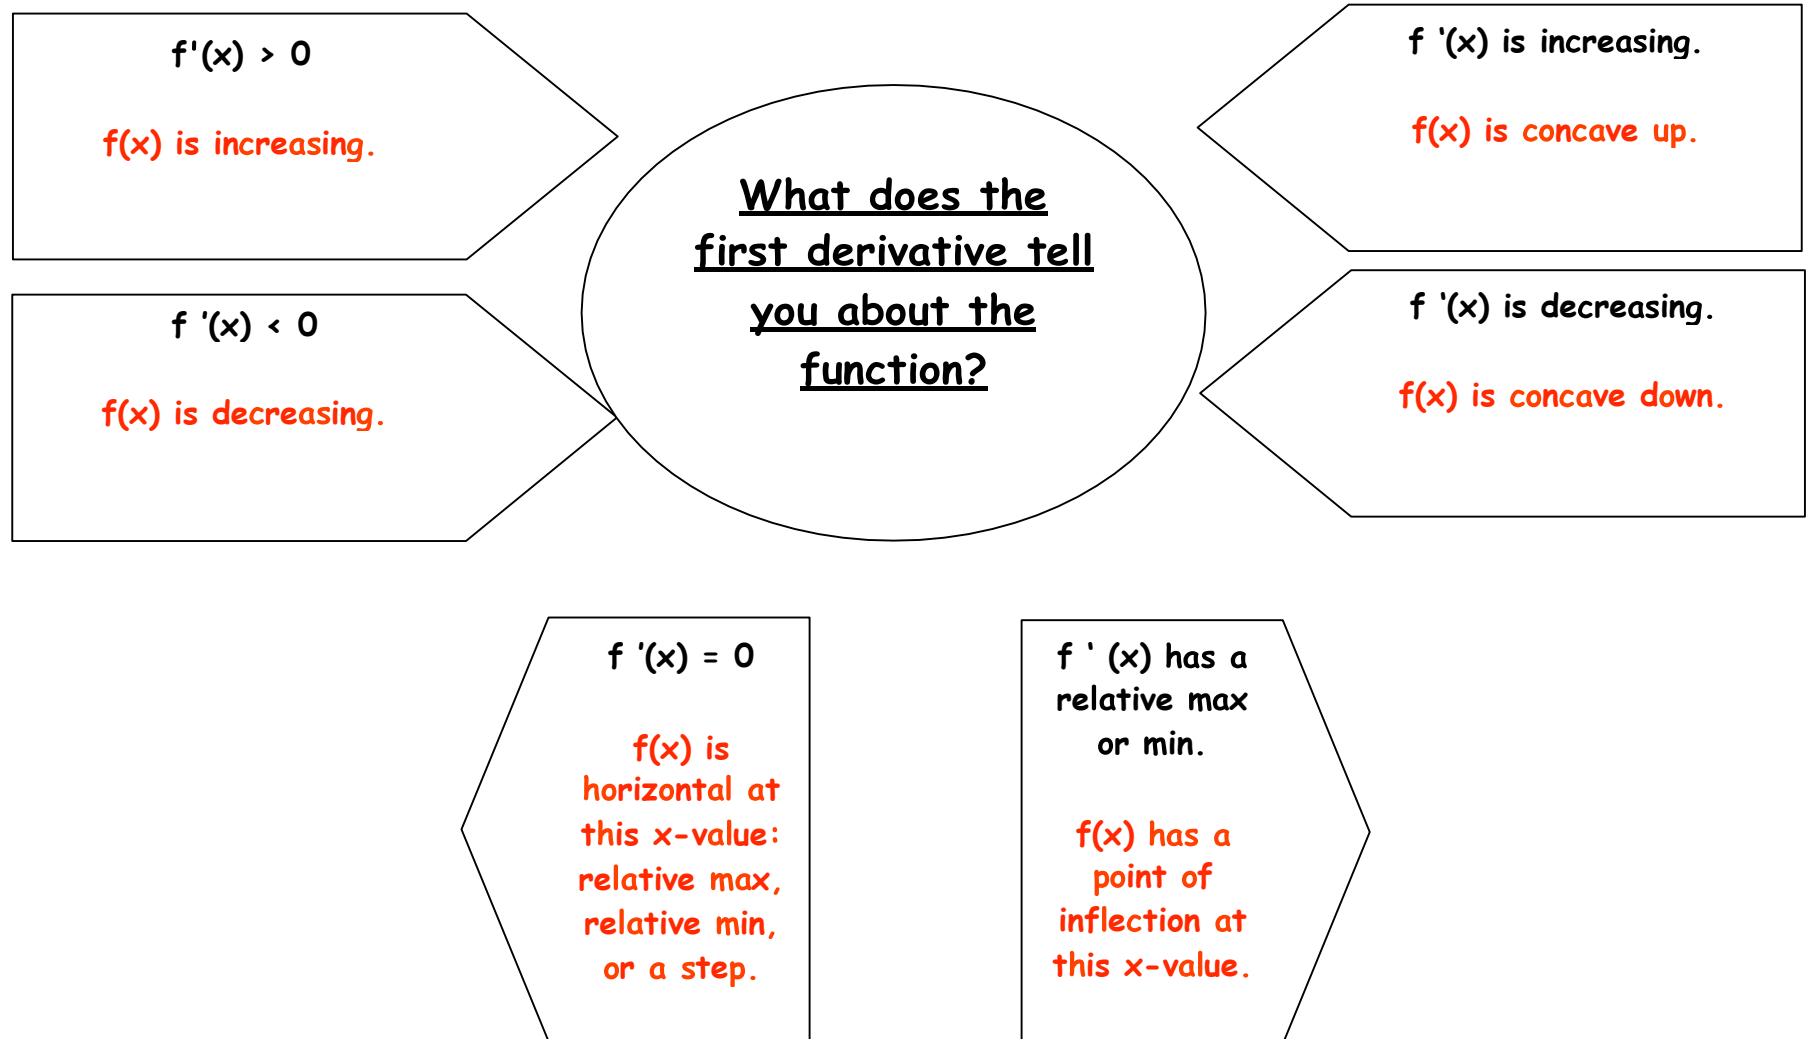 f'(x) > 0
f(x) is increasing.
f '(x) < 0
f(x) is decreasing.
What does the
first derivative tell
you about the
function?
f ‘(x) is increasing.
f(x) is concave up.
f ‘(x) is decreasing.
f(x) is concave down.
f '(x) = 0
f(x) is
horizontal at
this x-value:
relative max,
relative min,
or a step.
f ‘ (x) has a
relative max
or min.
f(x) has a
point of
inflection at
this x-value.